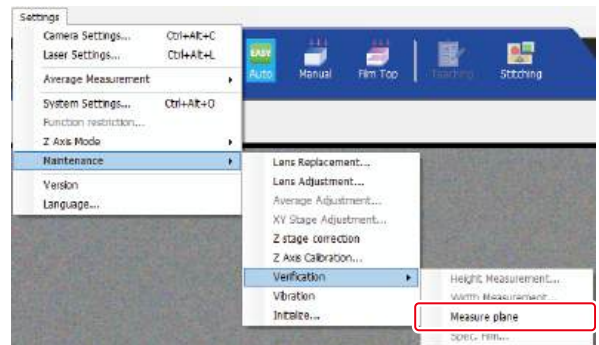 Settings
Camera Settings... Ctrl+Alt+C
Laser Settings... Ctrl+Alt+L
Average Measurement
System Settings... Ctrl+Alt+O
Function restriction...
Z Axis Mode
Maintenance
Version
Language...
EASY
Auto
Manual
Film Top
Teaching
Stitching
Lens Replacement...
Lens Adjustment...
Average Adjustment...
XY Stage Adjustment...
Z stage correction
Z Axis Calibration...
Verification
Vibration
Initialize...
Height Measurement...
Width Measurement...
Measure plane
Spec. Film...